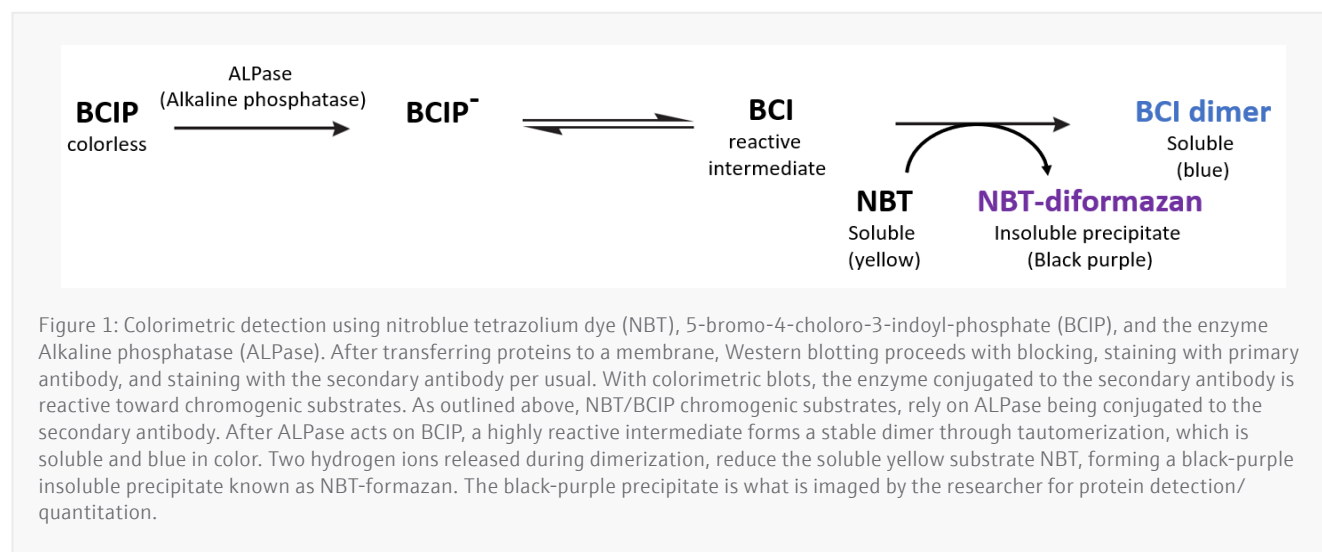 ALPase
(Alkaline phosphatase)
BCIP
colorless
BCIP⁻
BCI
reactive
intermediate
BCI dimer
Soluble
(blue)
NBT
Soluble
(yellow)
NBT-diformazan
Insoluble precipitate
(Black purple)
Figure 1: Colorimetric detection using nitroblue tetrazolium dye (NBT), 5-bromo-4-choloro-3-indoyl-phosphate (BCIP), and the enzyme
Alkaline phosphatase (ALPase). After transferring proteins to a membrane, Western blotting proceeds with blocking, staining with primary
antibody, and staining with the secondary antibody per usual. With colorimetric blots, the enzyme conjugated to the secondary antibody is
reactive toward chromogenic substrates. As outlined above, NBT/BCIP chromogenic substrates, rely on ALPase being conjugated to the
secondary antibody. After ALPase acts on BCIP, a highly reactive intermediate forms a stable dimer through tautomerization, which is
soluble and blue in color. Two hydrogen ions released during dimerization, reduce the soluble yellow substrate NBT, forming a black-purple
insoluble precipitate known as NBT-formazan. The black-purple precipitate is what is imaged by the researcher for protein detection/
quantitation.